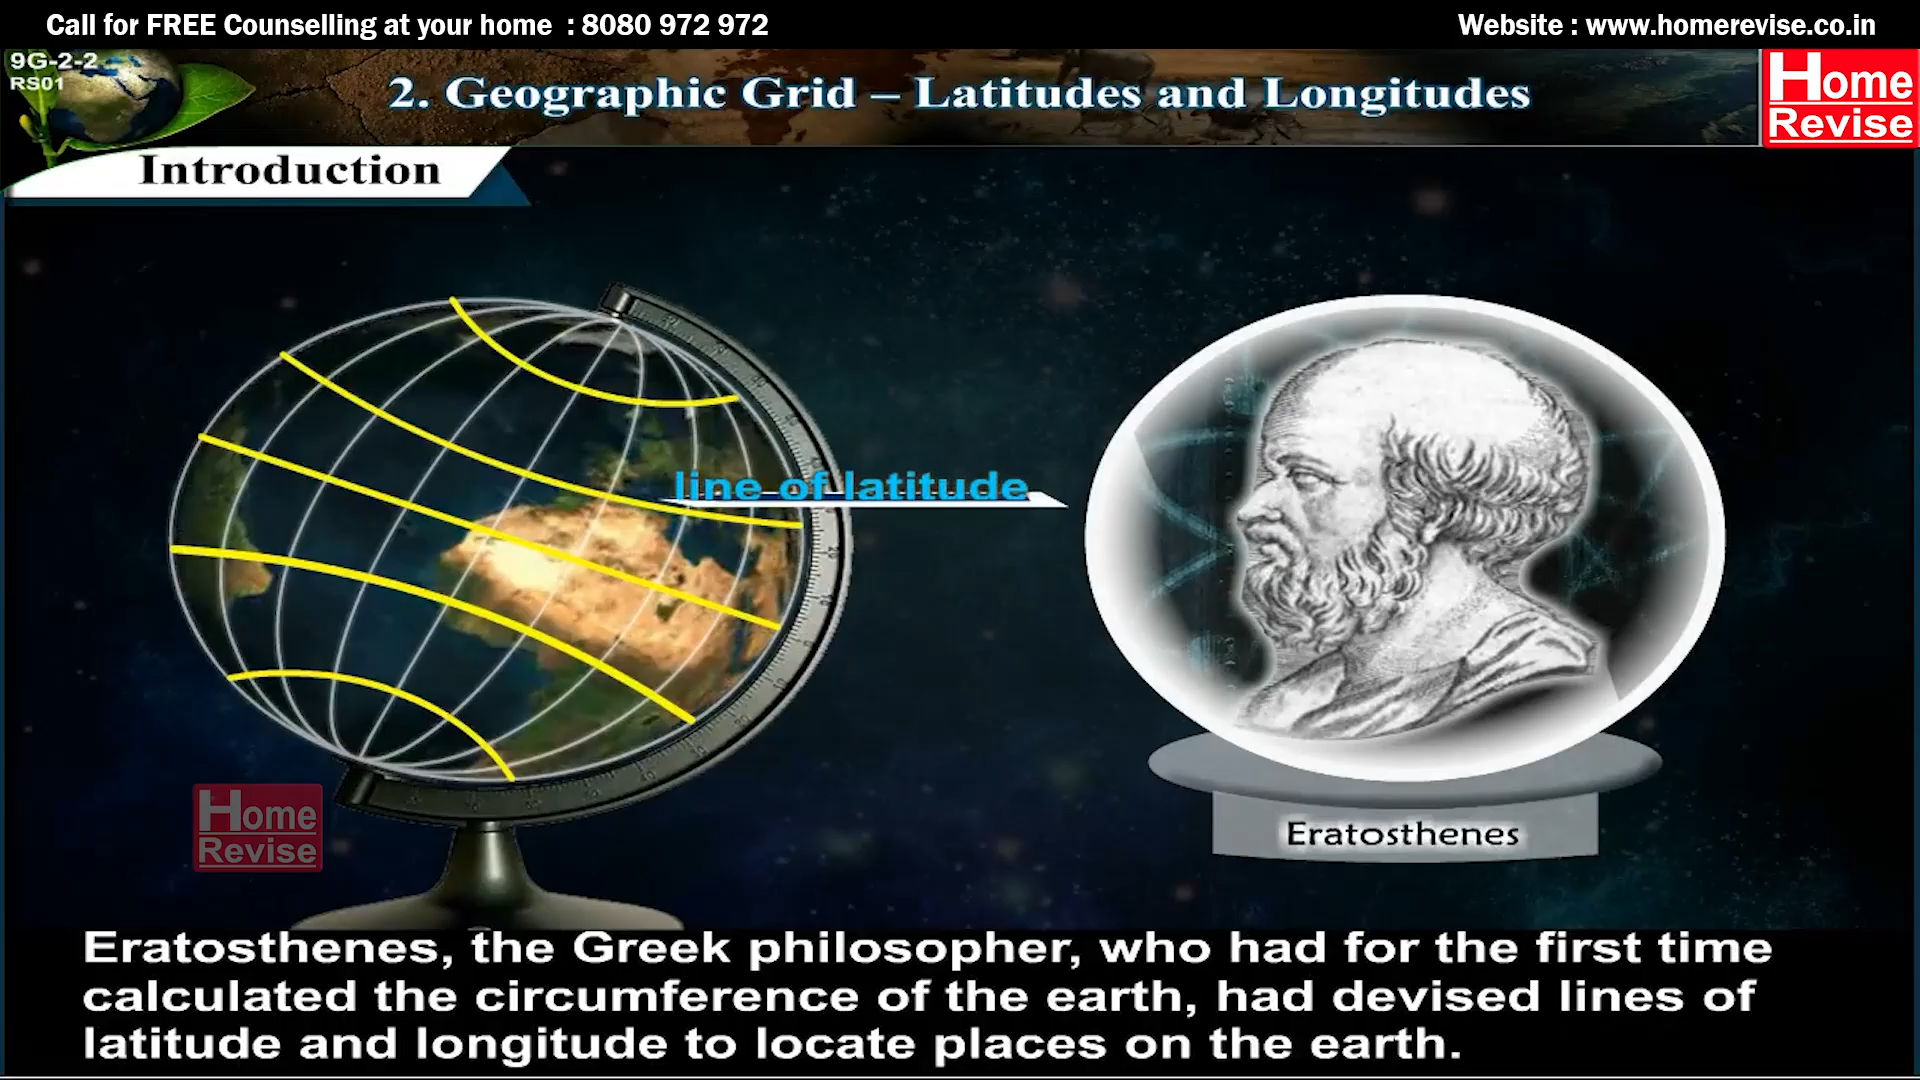 Call for FREE Counselling at your home : 8080 972 972
Website : www.homerevise.co.in
9G-2-2
RS01
2. Geographic Grid – Latitudes and Longitudes
Home
Revise
Introduction
line of latitude
Home
Revise
Eratosthenes
Eratosthenes, the Greek philosopher, who had for the first time
calculated the circumference of the earth, had devised lines of
latitude and longitude to locate places on the earth.